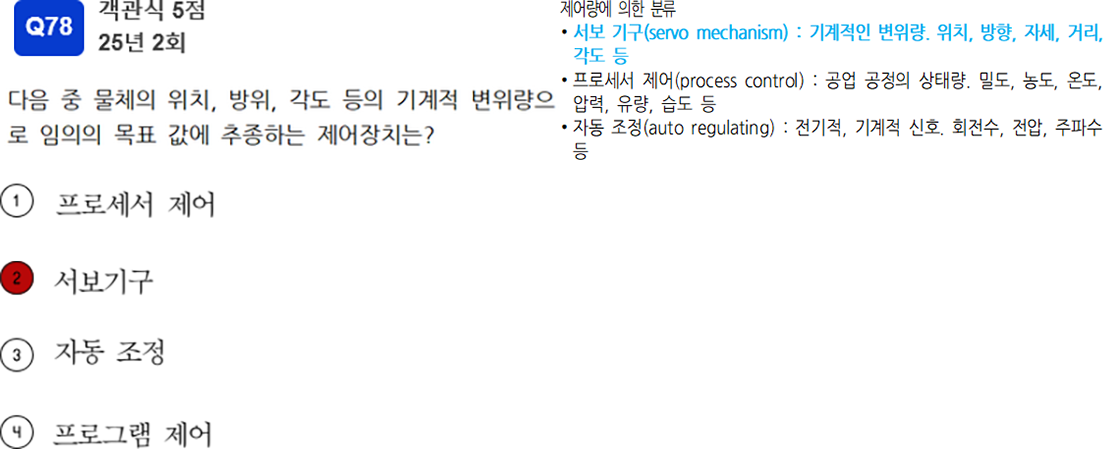 Q78
객관식 5점
25년 2회
다음 중 물체의 위치, 방위, 각도 등의 기계적 변위량으
로 임의의 목표 값에 추종하는 제어장치는?
1 프로세서 제어
2 서보기구
3 자동 조정
4 프로그램 제어
제어량에 의한 분류
• 서보 기구(servo mechanism) : 기계적인 변위량. 위치, 방향, 자세, 거리,
각도 등
• 프로세서 제어(process control) : 공업 공정의 상태량. 밀도, 농도, 온도,
압력, 유량, 습도 등
• 자동 조정(auto regulating) : 전기적, 기계적 신호. 회전수, 전압, 주파수
등